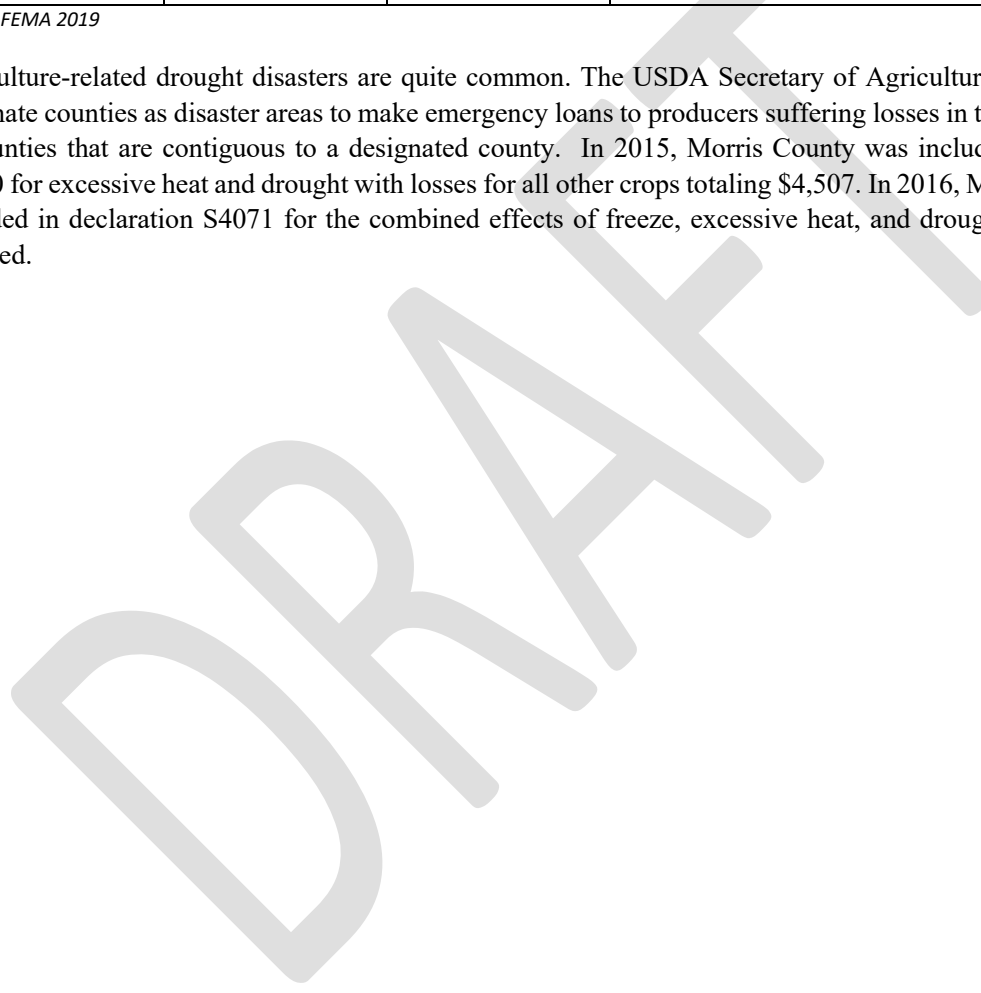 FEMA 2019
ulture-related drought disasters are quite common. The USDA Secretary of Agricultur
nate counties as disaster areas to make emergency loans to producers suffering losses in t
unties that are contiguous to a designated county. In 2015, Morris County was includ
) for excessive heat and drought with losses for all other crops totaling $4,507. In 2016, M
led in declaration S4071 for the combined effects of freeze, excessive heat, and droug
ed.
DRAFT